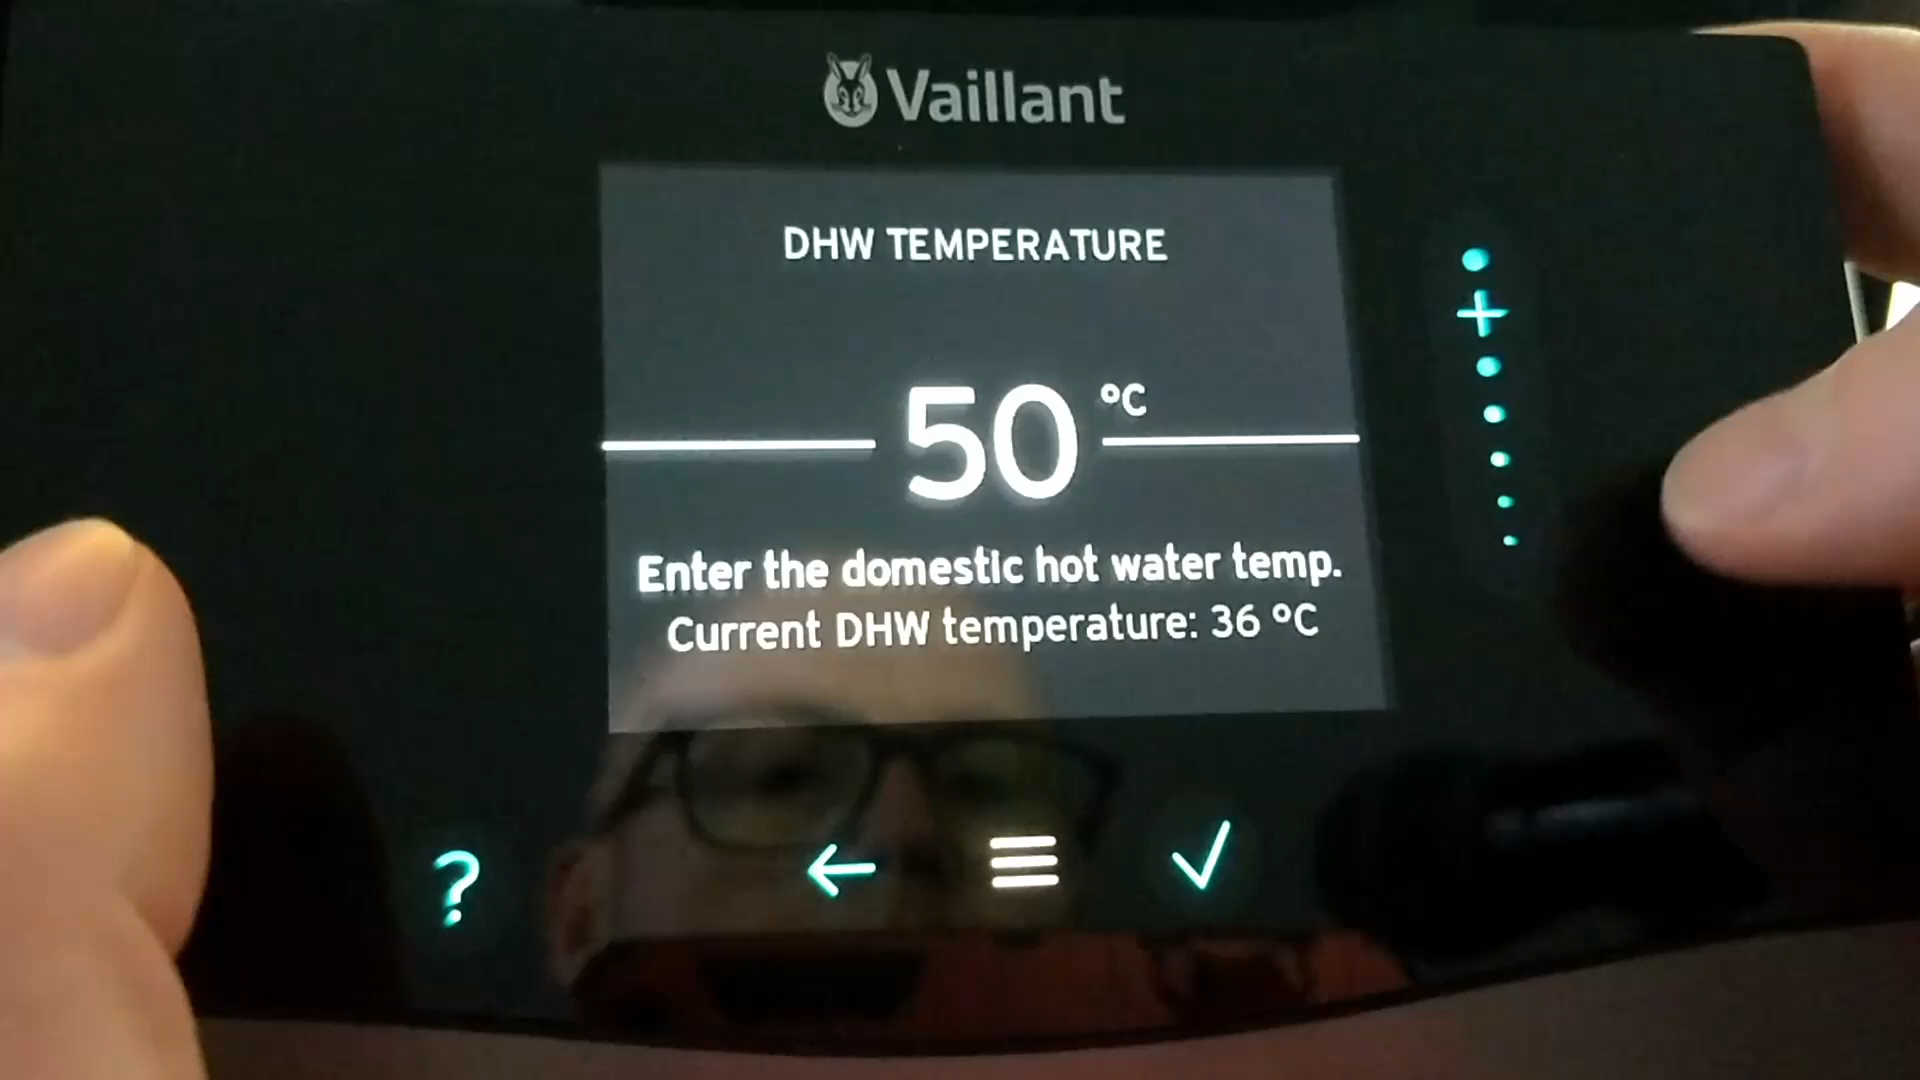 Vaillant
DHW TEMPERATURE
50 °C
Enter the domestic hot water temp.
Current DHW temperature: 36 °C
?